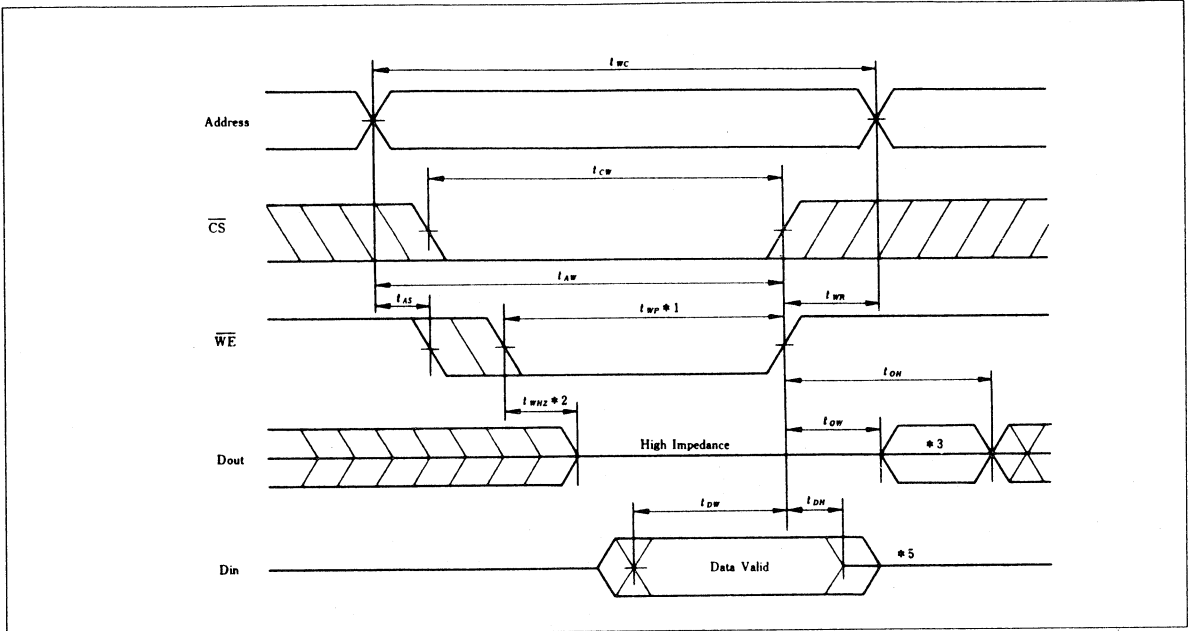 tWC
Address
tCW
CS
tAW
tAS
tWR
tWP *1
WE
tOH
tWHZ *2
tOW
High Impedance
*3
Dout
tDW
tDH
*5
Data Valid
Din